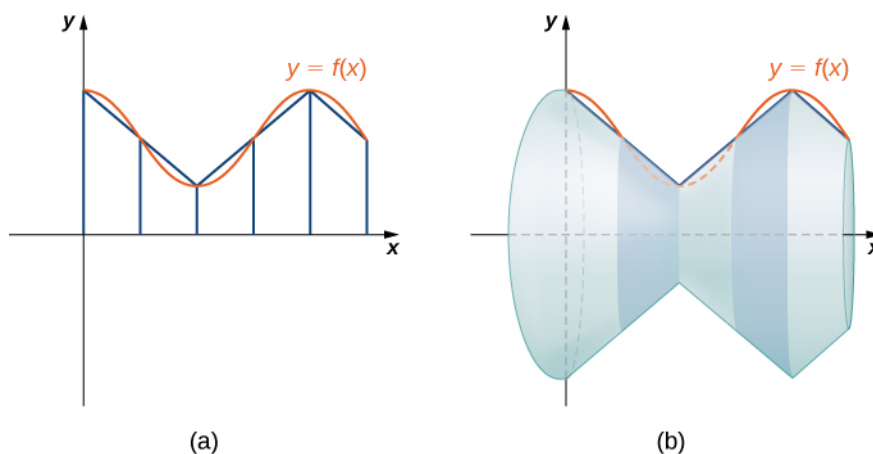 y
y = f(x)
x
(a)
y
y = f(x)
x
(b)